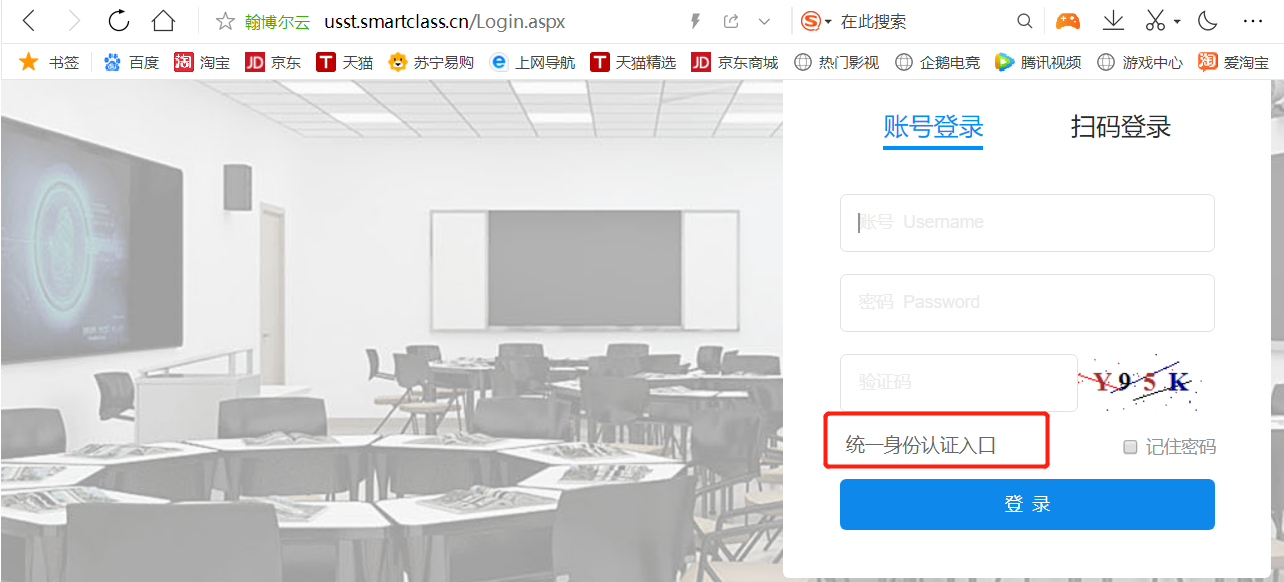 翰博尔云 usst.smartclass.cn/Login.aspx 在此搜索
书签 百度 淘宝 京东 天猫 苏宁易购 上网导航 天猫精选 京东商城 热门影视 企鹅电竞 腾讯视频 游戏中心 爱淘宝
账号登录 扫码登录
账号 Username
密码 Password
验证码 Y95K
统一身份认证入口 记住密码
登 录